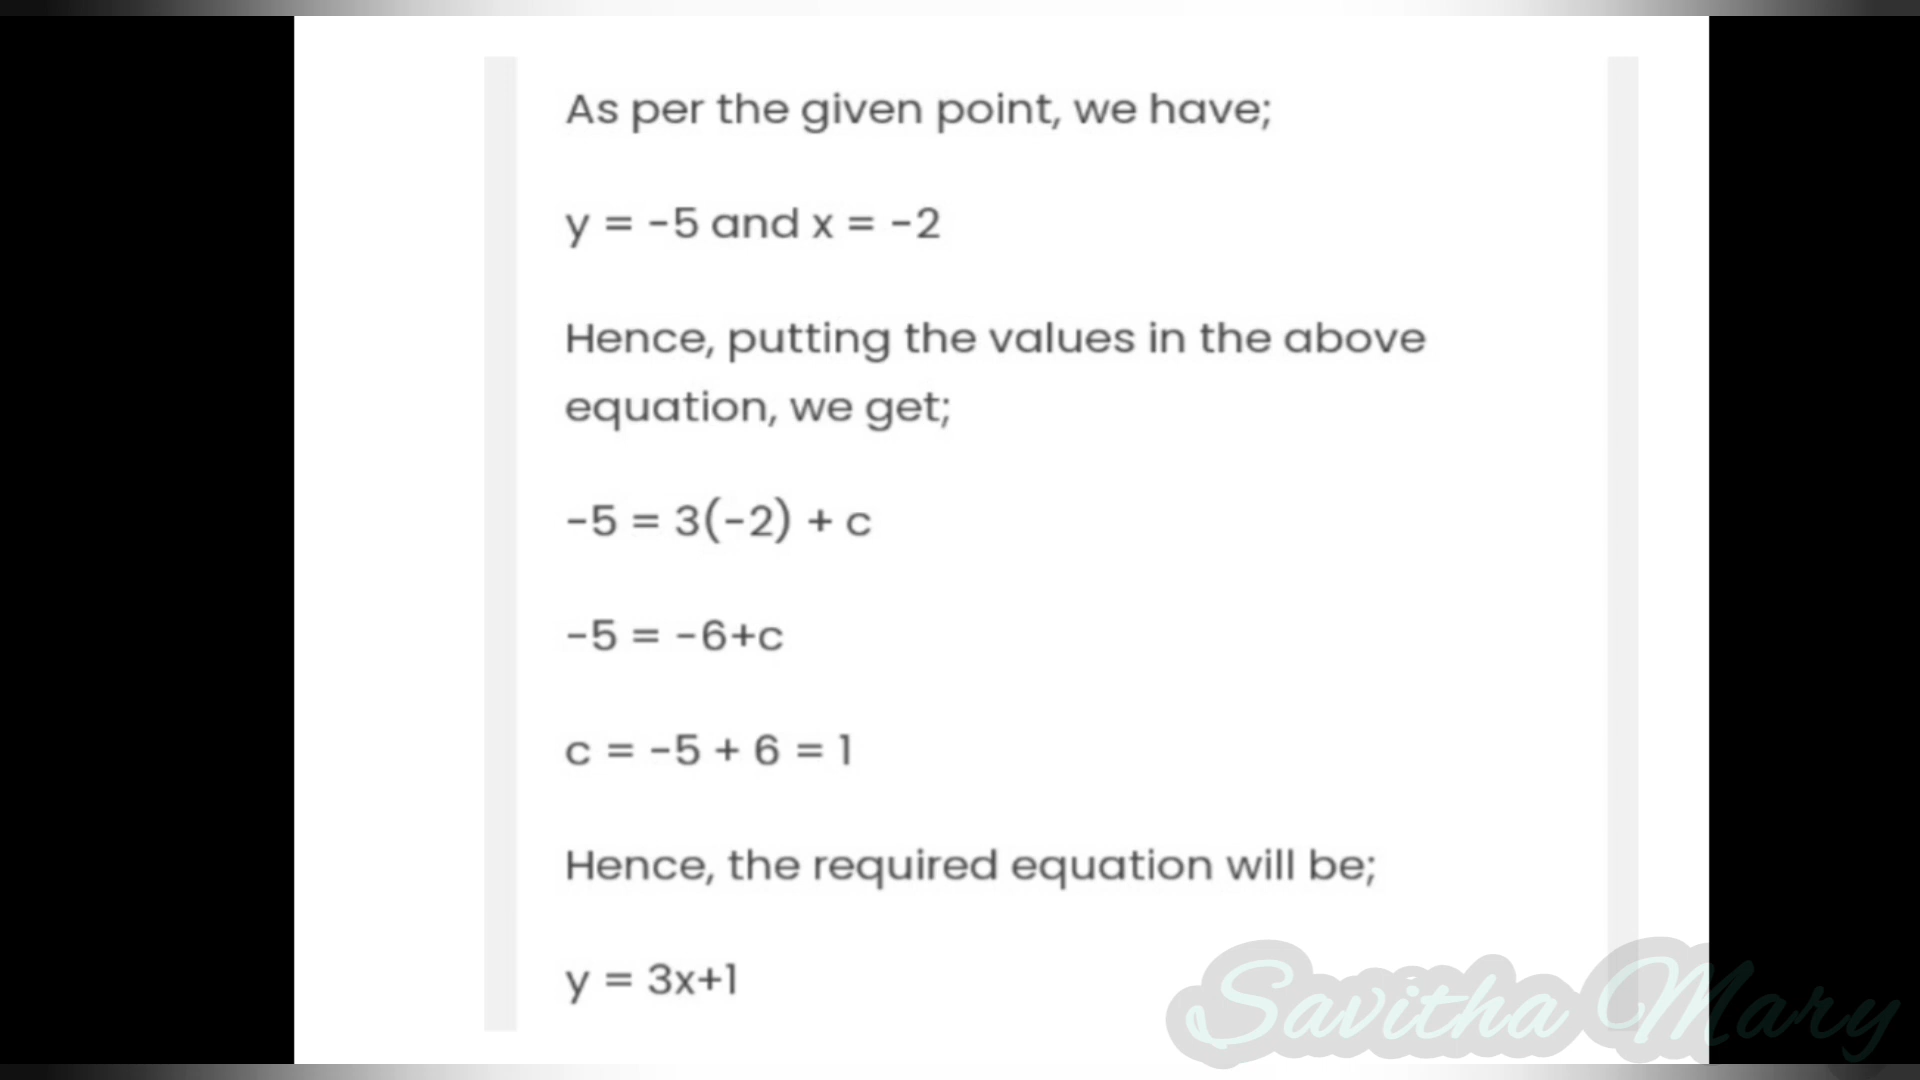 As per the given point, we have;
y = -5 and x = -2
Hence, putting the values in the above
equation, we get;
-5 = 3(-2) + c
-5 = -6+c
c = -5 + 6 = 1
Hence, the required equation will be;
y = 3x+1
Savitha Mary